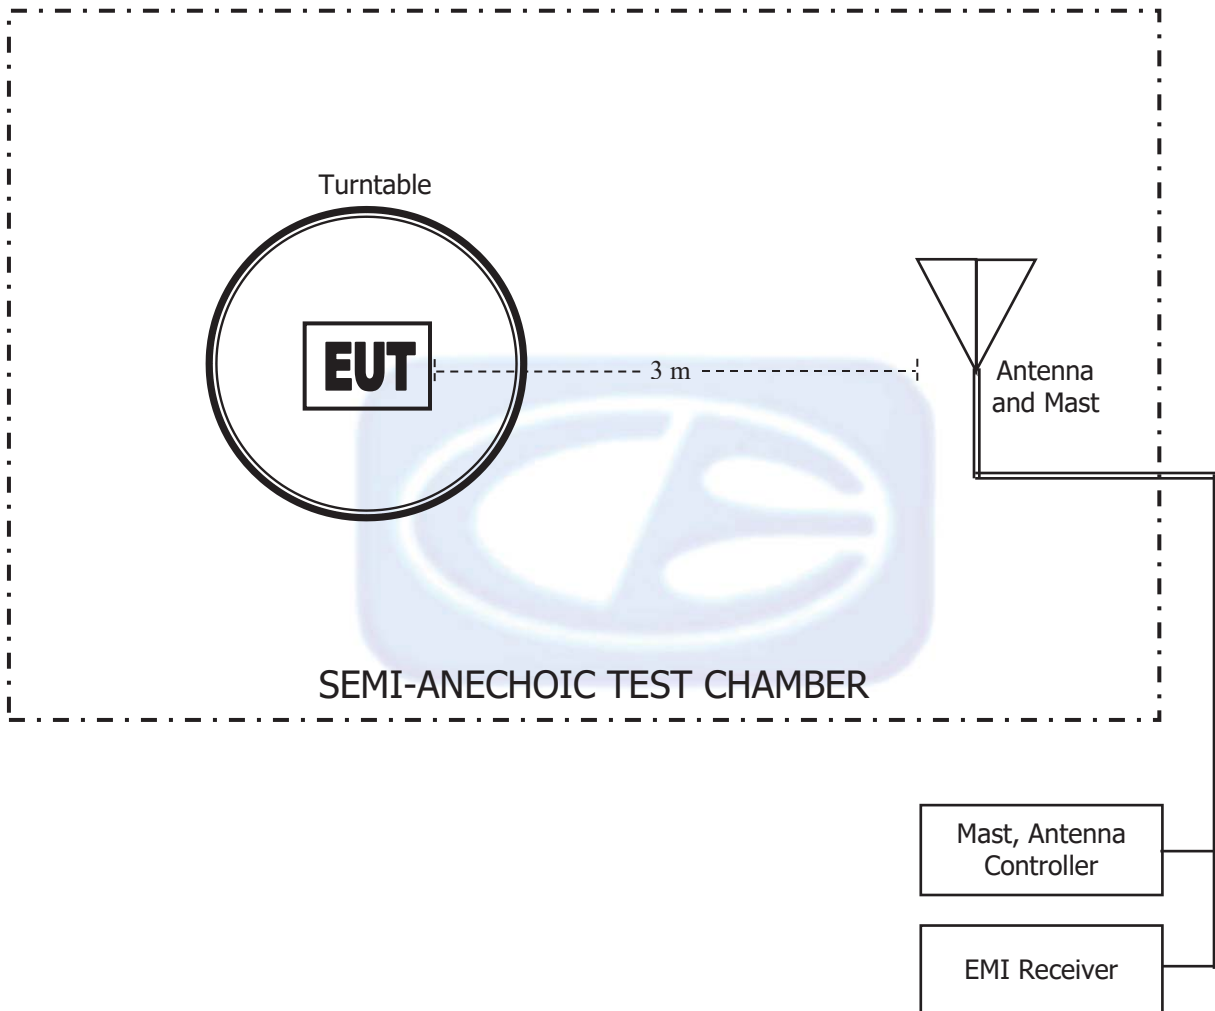 Turntable
EUT
3 m
Antenna
and Mast
SEMI-ANECHOIC TEST CHAMBER
Mast, Antenna
Controller
EMI Receiver